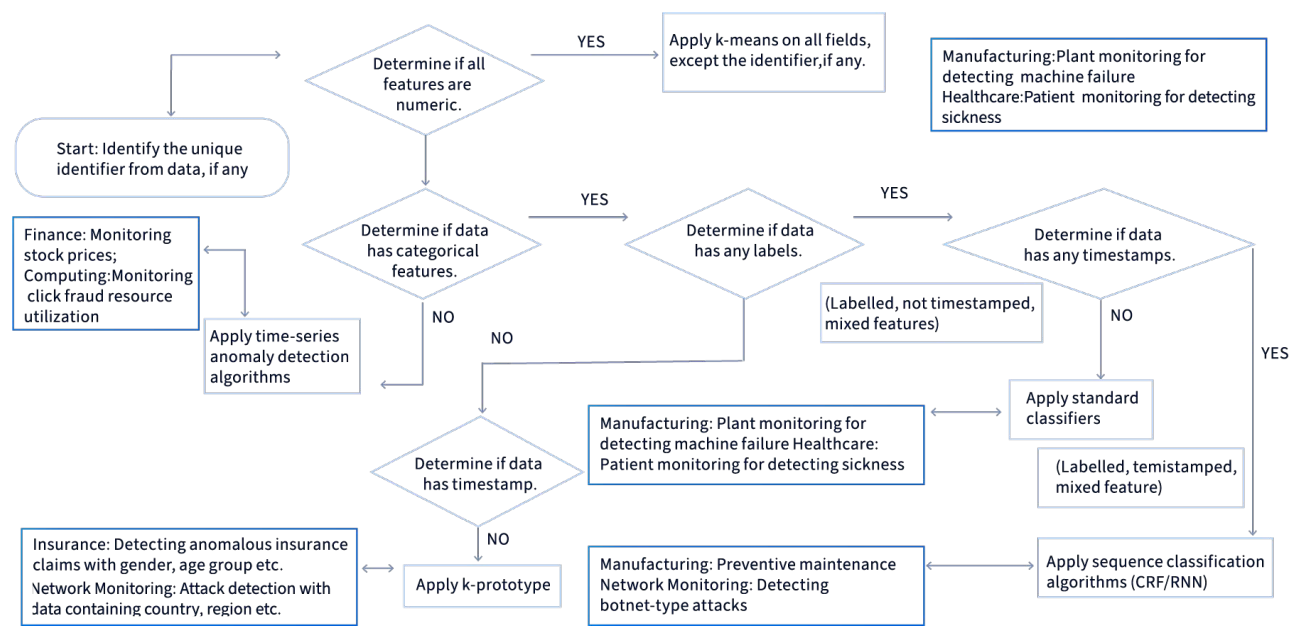 YES
Determine if all
features are
numeric.
Apply k-means on all fields,
except the identifier,if any.
Manufacturing:Plant monitoring for
detecting machine failure
Healthcare:Patient monitoring for detecting
sickness
Start: Identify the unique
identifier from data, if any
YES
YES
Determine if data
has categorical
features.
Determine if data
has any labels.
Determine if data
has any timestamps.
Finance: Monitoring
stock prices;
Computing:Monitoring
click fraud resource
utilization
(Labelled, not timestamped,
mixed features)
NO
NO
NO
YES
Apply time-series
anomaly detection
algorithms
Apply standard
classifiers
Manufacturing: Plant monitoring for
detecting machine failure Healthcare:
Patient monitoring for detecting sickness
Determine if data
has timestamp.
(Labelled, temistamped,
mixed feature)
NO
Insurance: Detecting anomalous insurance
claims with gender, age group etc.
Network Monitoring: Attack detection with
data containing country, region etc.
Apply k-prototype
Manufacturing: Preventive maintenance
Network Monitoring: Detecting
botnet-type attacks
Apply sequence classification
algorithms (CRF/RNN)